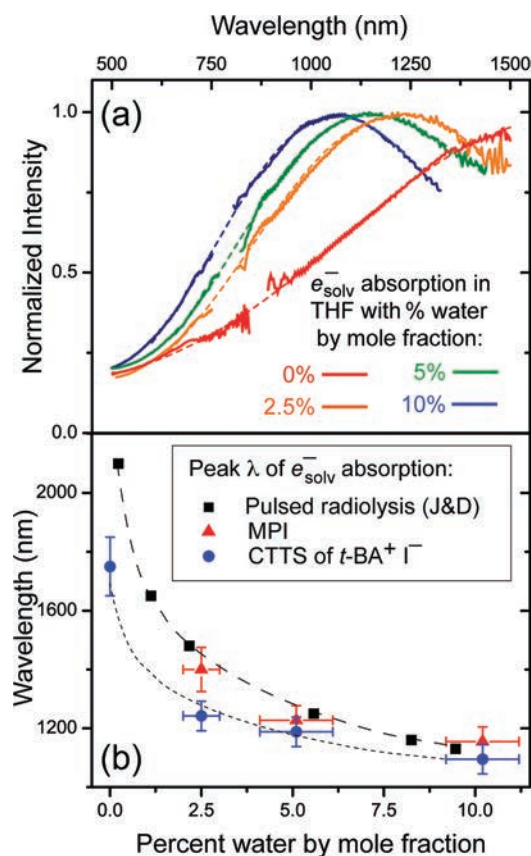 Wavelength (nm)
500 750 1000 1250 1500
(a)
1.0
0.5
0.0
Normalized Intensity
e⁻solv absorption in
THF with % water
by mole fraction:
0% 5%
2.5% 10%
Peak λ of e⁻solv absorption:
Pulsed radiolysis (J&D)
MPI
CTTS of t-BA⁺ I⁻
2000
1600
1200
Wavelength (nm)
(b)
0.0 2.5 5.0 7.5 10.0
Percent water by mole fraction